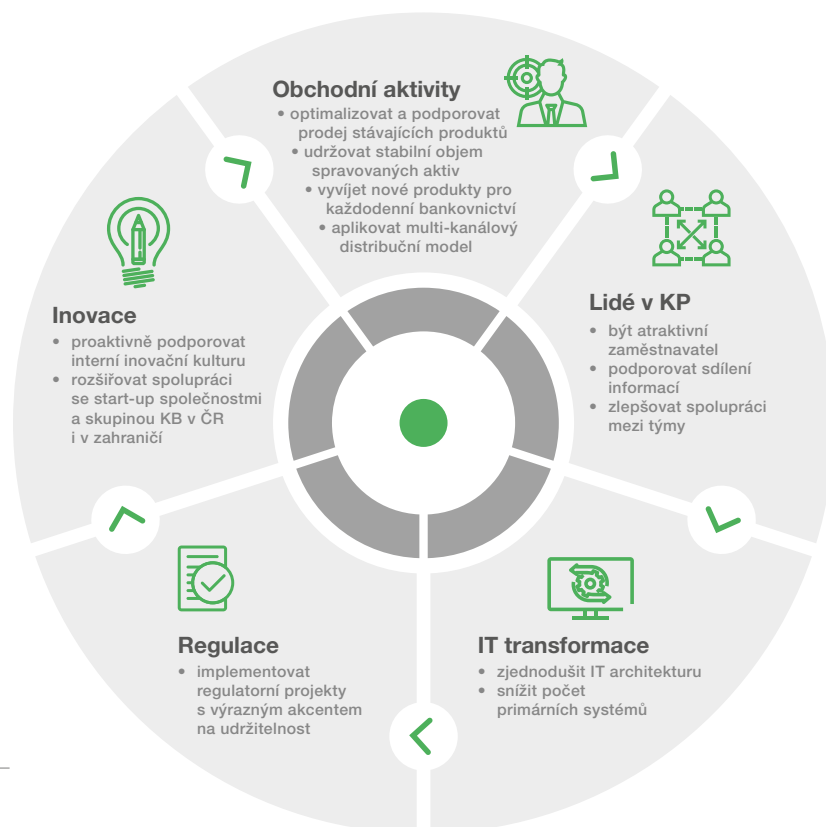 Obchodní aktivity
• optimalizovat a podporovat
prodej stávajících produktů
• udržovat stabilní objem
spravovaných aktiv
• vyvíjet nové produkty pro
každodenní bankovnictví
• aplikovat multi-kanálový
distribuční model
Lidé v KP
• být atraktivní
zaměstnavatel
• podporovat sdílení
informací
• zlepšovat spolupráci
mezi týmy
IT transformace
• zjednodušit IT architekturu
• snížit počet
primárních systémů
Regulace
• implementovat
regulatorní projekty
s výrazným akcentem
na udržitelnost
Inovace
• proaktivně podporovat
interní inovační kulturu
• rozšiřovat spolupráci
se start-up společnostmi
a skupinou KB v ČR
i v zahraničí